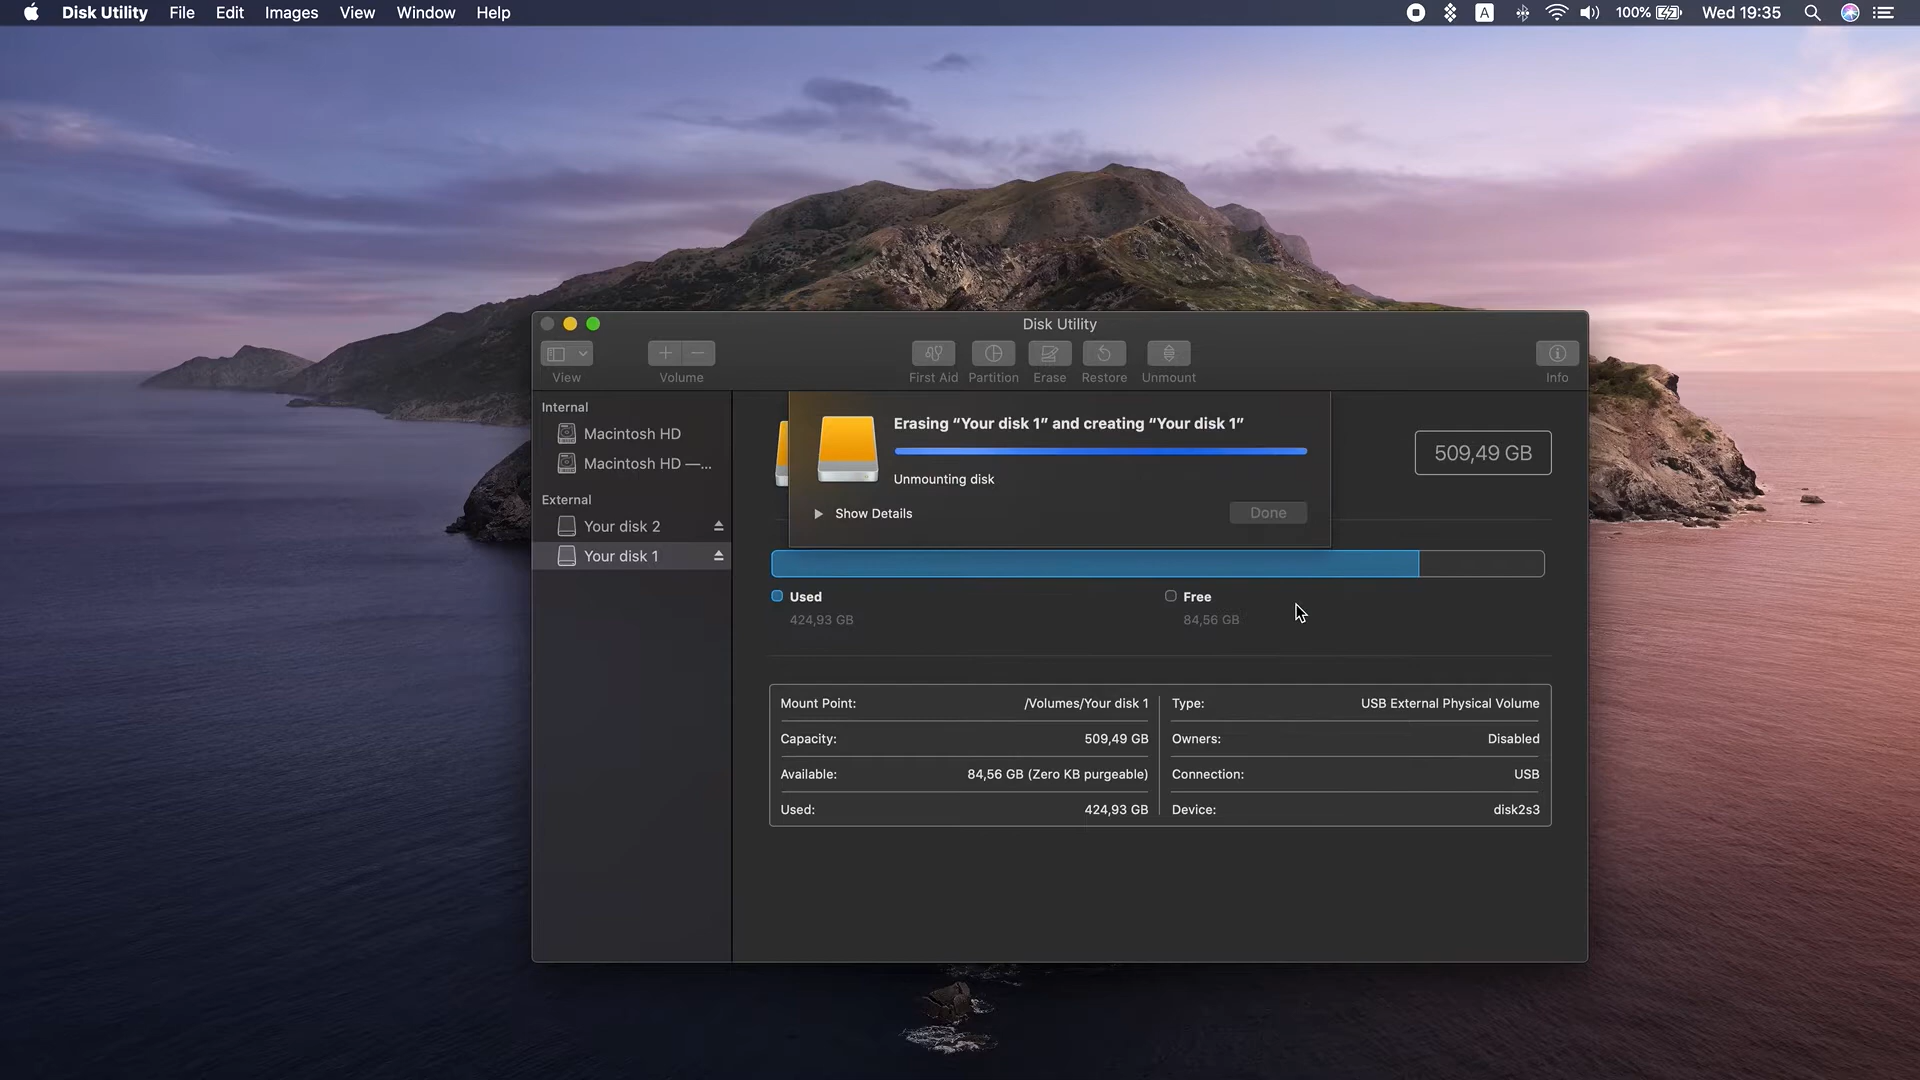 Disk Utility File Edit Images View Window Help A 100% Wed 19:35
Disk Utility
View Volume First Aid Partition Erase Restore Unmount Info
Internal
Macintosh HD
Macintosh HD —...
External
Your disk 2
Your disk 1
Erasing “Your disk 1” and creating “Your disk 1”
Unmounting disk
Show Details Done
509,49 GB
Used Free
424,93 GB 84,56 GB
Mount Point: /Volumes/Your disk 1 Type: USB External Physical Volume
Capacity: 509,49 GB Owners: Disabled
Available: 84,56 GB (Zero KB purgeable) Connection: USB
Used: 424,93 GB Device: disk2s3